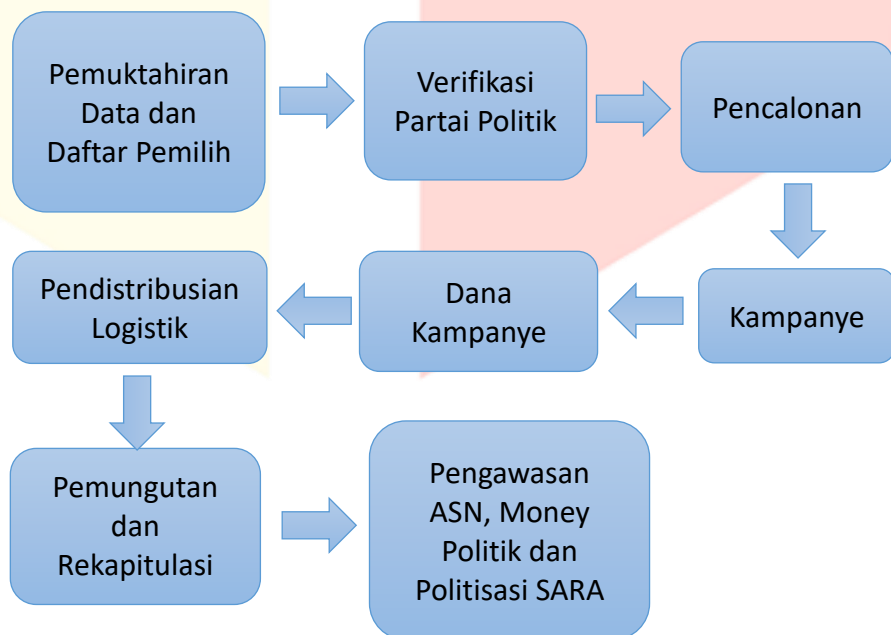 Pemuktahiran
Data dan
Daftar Pemilih
Verifikasi
Partai Politik
Pencalonan
Kampanye
Dana
Kampanye
Pendistribusian
Logistik
Pemungutan
dan
Rekapitulasi
Pengawasan
ASN, Money
Politik dan
Politisasi SARA